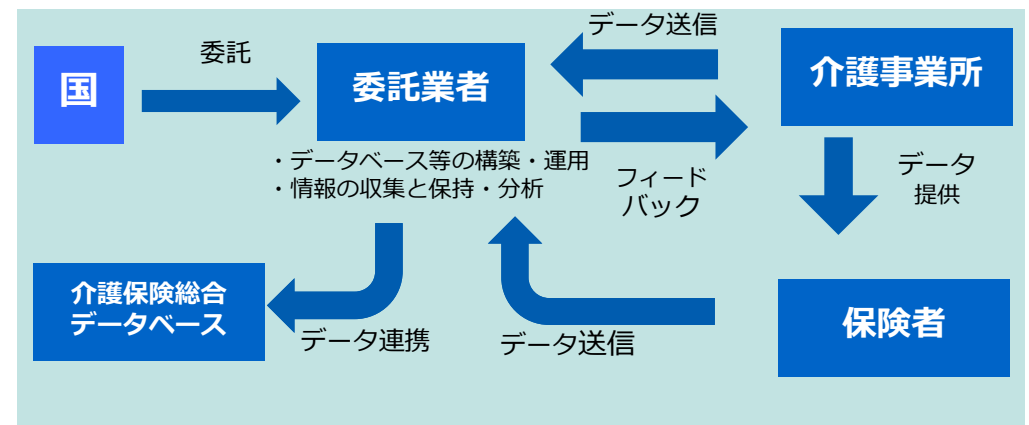 データ送信
国
委託
委託業者
介護事業所
・データベース等の構築・運用
・情報の収集と保持・分析
フィード
バック
データ
提供
介護保険総合
データベース
データ連携
データ送信
保険者